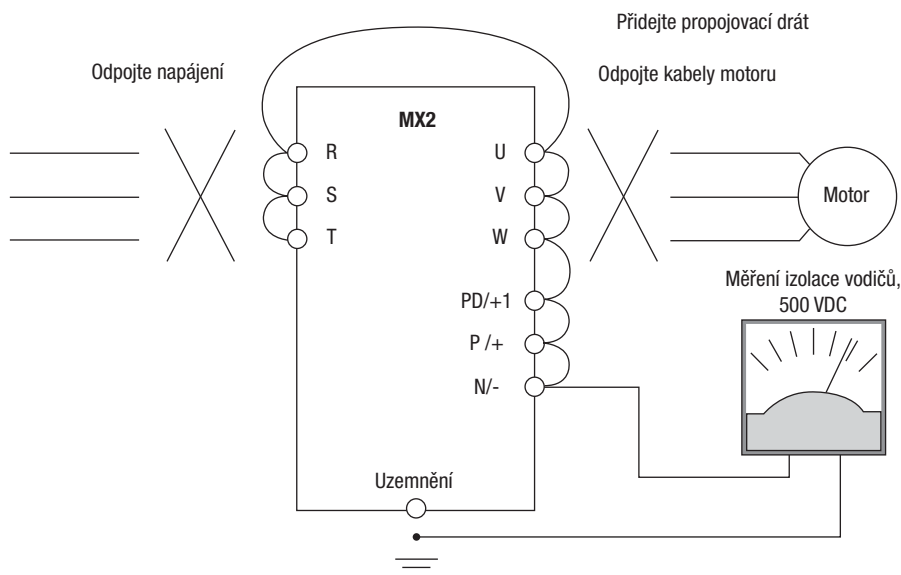 Přidejte propojovací drát
Odpojte napájení
Odpojte kabely motoru
MX2
R
U
S
V
T
W
Motor
Měření izolace vodičů,
500 VDC
PD/+1
P /+
N/-
Uzemnění